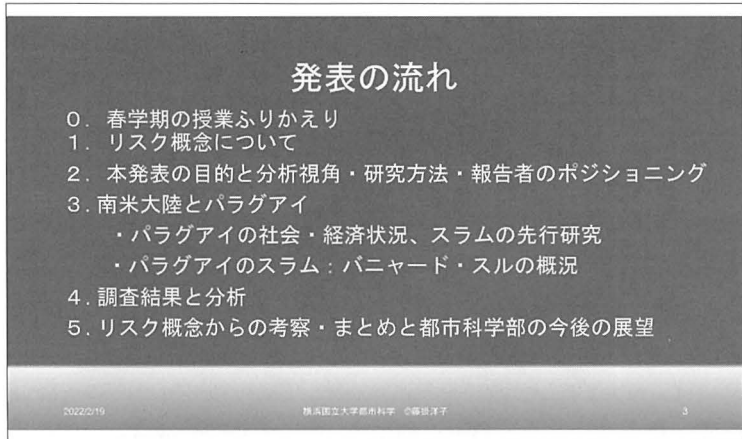 発表の流れ
０．春学期の授業ふりかえり
１．リスク概念について
２．本発表の目的と分析視角・研究方法・報告者のポジショニング
３.南米大陸とパラグアイ
・パラグアイの社会・経済状況、スラムの先行研究
・パラグアイのスラム：バニャード・スルの概況
４.調査結果と分析
５.リスク概念からの考察・まとめと都市科学部の今後の展望
2022/2/19
横浜国立大学都市科学 ©藤掛洋子
3